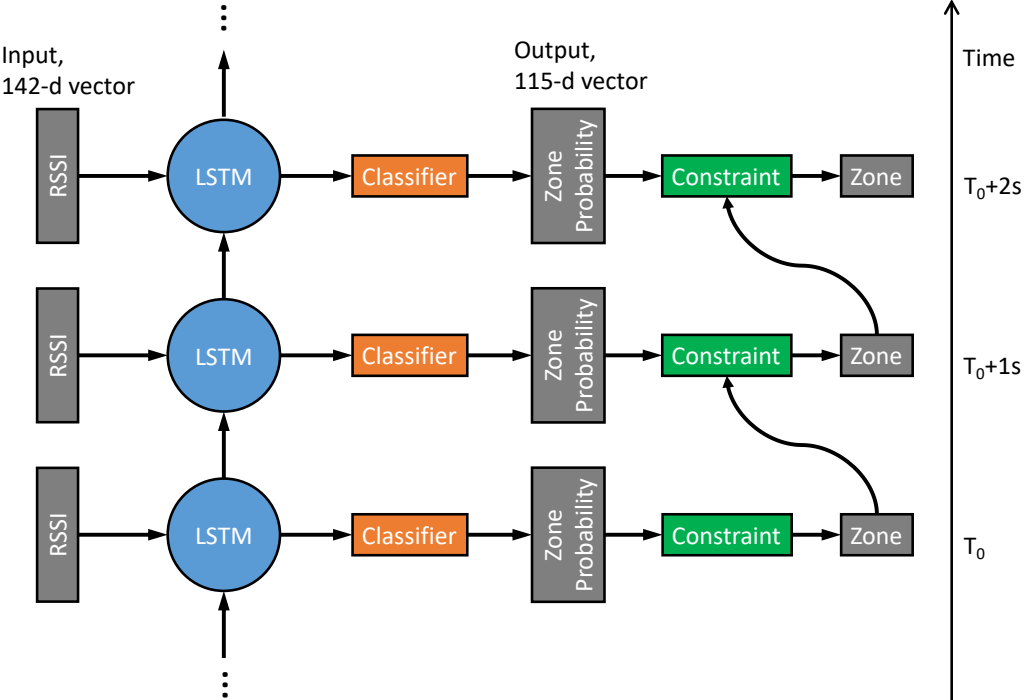 Input,
142-d vector
Output,
115-d vector
Time
RSSI
LSTM
Classifier
Zone
Probability
Constraint
Zone
T₀+2s
RSSI
LSTM
Classifier
Zone
Probability
Constraint
Zone
T₀+1s
RSSI
LSTM
Classifier
Zone
Probability
Constraint
Zone
T₀